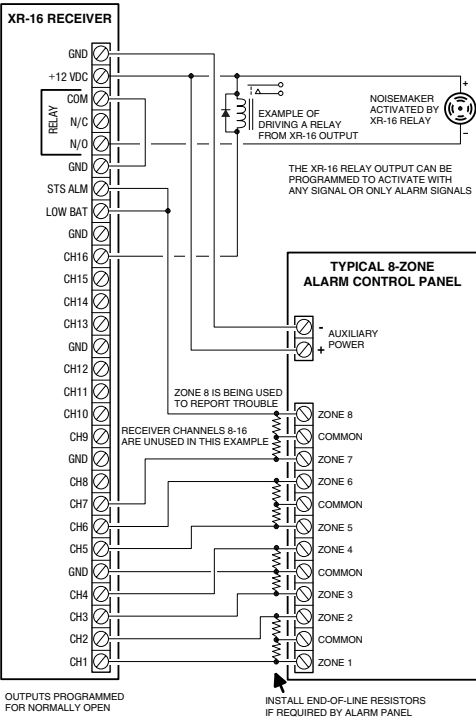 XR-16 RECEIVER
GND
+12 VDC
COM
RELAY
N/C
N/O
GND
STS ALM
LOW BAT
GND
CH16
CH15
CH14
CH13
GND
CH12
CH11
CH10
CH9
GND
CH8
CH7
CH6
CH5
GND
CH4
CH3
CH2
CH1
OUTPUTS PROGRAMMED
FOR NORMALLY OPEN
EXAMPLE OF
DRIVING A RELAY
FROM XR-16 OUTPUT
NOISEMAKER
ACTIVATED BY
XR-16 RELAY
+
-
THE XR-16 RELAY OUTPUT CAN BE
PROGRAMMED TO ACTIVATE WITH
ANY SIGNAL OR ONLY ALARM SIGNALS
TYPICAL 8-ZONE
ALARM CONTROL PANEL
-
+
AUXILIARY
POWER
ZONE 8 IS BEING USED
TO REPORT TROUBLE
RECEIVER CHANNELS 8-16
ARE UNUSED IN THIS EXAMPLE
ZONE 8
COMMON
ZONE 7
ZONE 6
COMMON
ZONE 5
ZONE 4
COMMON
ZONE 3
ZONE 2
COMMON
ZONE 1
INSTALL END-OF-LINE RESISTORS
IF REQUIRED BY ALARM PANEL